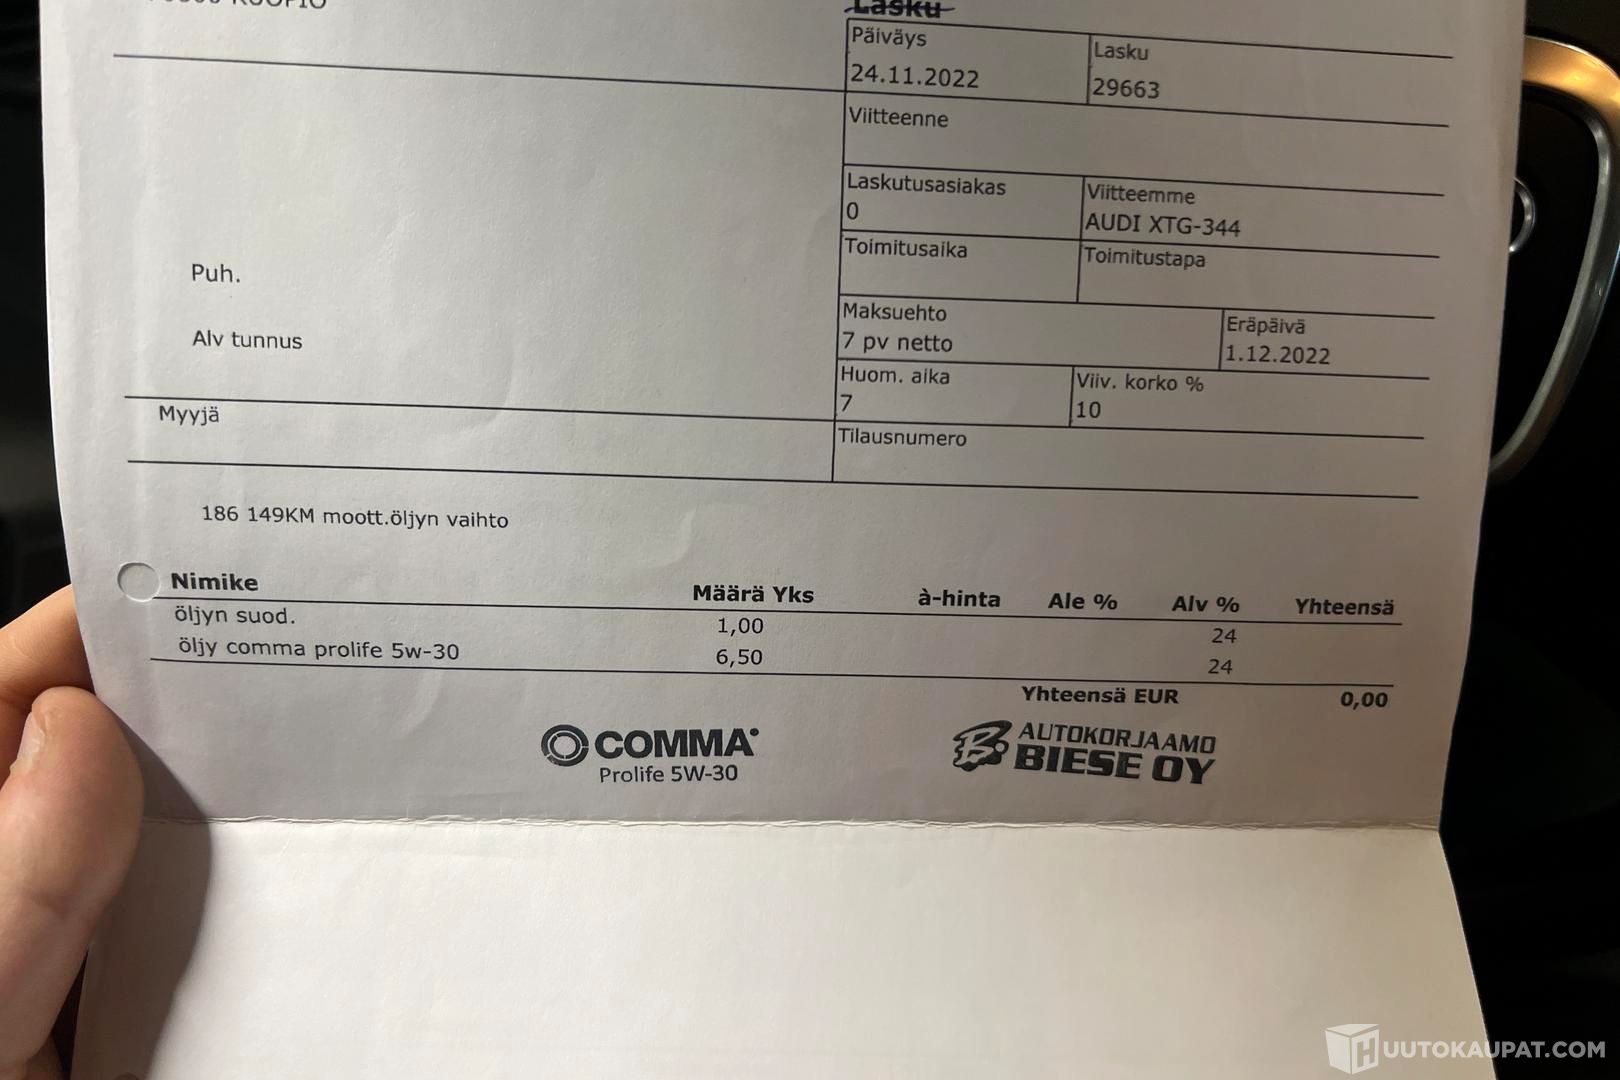 KUOPIO
Lasku
Päiväys
24.11.2022
Lasku
29663
Viitteenne
Laskutusasiakas
0
Viitteemme
AUDI XTG-344
Toimitusaika
Toimitustapa
Puh.
Maksuehto
7 pv netto
Eräpäivä
1.12.2022
Alv tunnus
Huom. aika
7
Viiv. korko %
10
Myyjä
Tilausnumero
186 149KM moott.öljyn vaihto
Nimike Määrä Yks à-hinta Ale % Alv % Yhteensä
öljyn suod. 1,00 24
öljy comma prolife 5w-30 6,50 24
Yhteensä EUR 0,00
COMMA
Prolife 5W-30
AUTOKORJAAMO
BIESE OY
HUUTOKAUPAT.COM